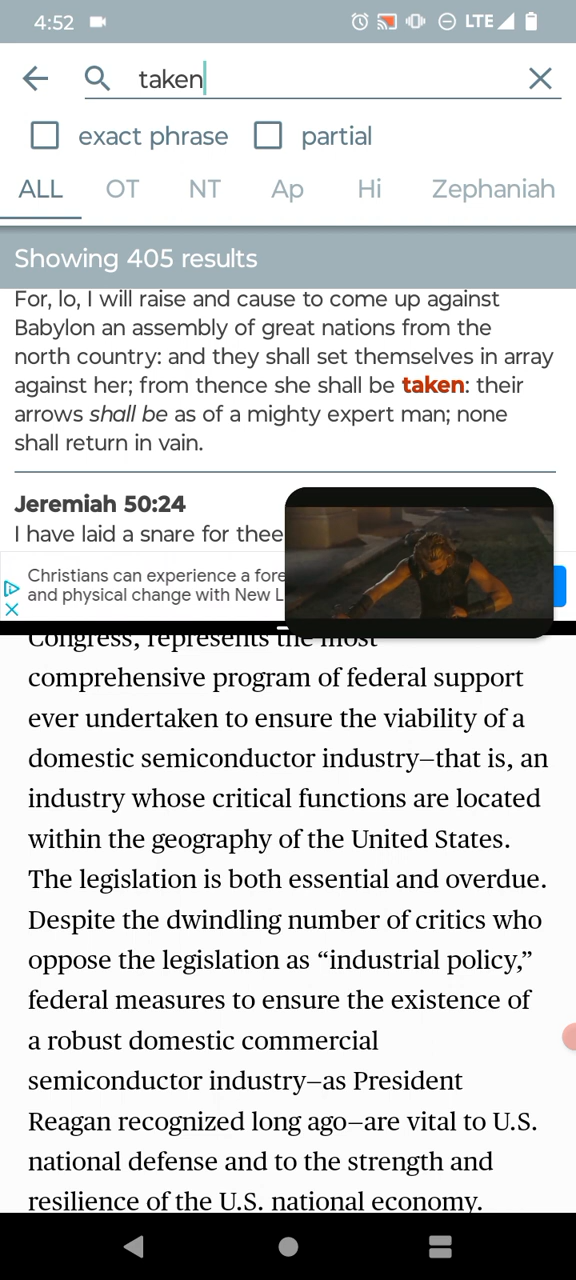 4:52
LTE
taken
exact phrase
partial
ALL OT NT Ap Hi Zephaniah
Showing 405 results
For, lo, I will raise and cause to come up against
Babylon an assembly of great nations from the
north country: and they shall set themselves in array
against her; from thence she shall be taken: their
arrows shall be as of a mighty expert man; none
shall return in vain.
Jeremiah 50:24
I have laid a snare for thee
Christians can experience a fore
and physical change with New L
Congress, represents the most
comprehensive program of federal support
ever undertaken to ensure the viability of a
domestic semiconductor industry—that is, an
industry whose critical functions are located
within the geography of the United States.
The legislation is both essential and overdue.
Despite the dwindling number of critics who
oppose the legislation as “industrial policy,”
federal measures to ensure the existence of
a robust domestic commercial
semiconductor industry—as President
Reagan recognized long ago—are vital to U.S.
national defense and to the strength and
resilience of the U.S. national economy.